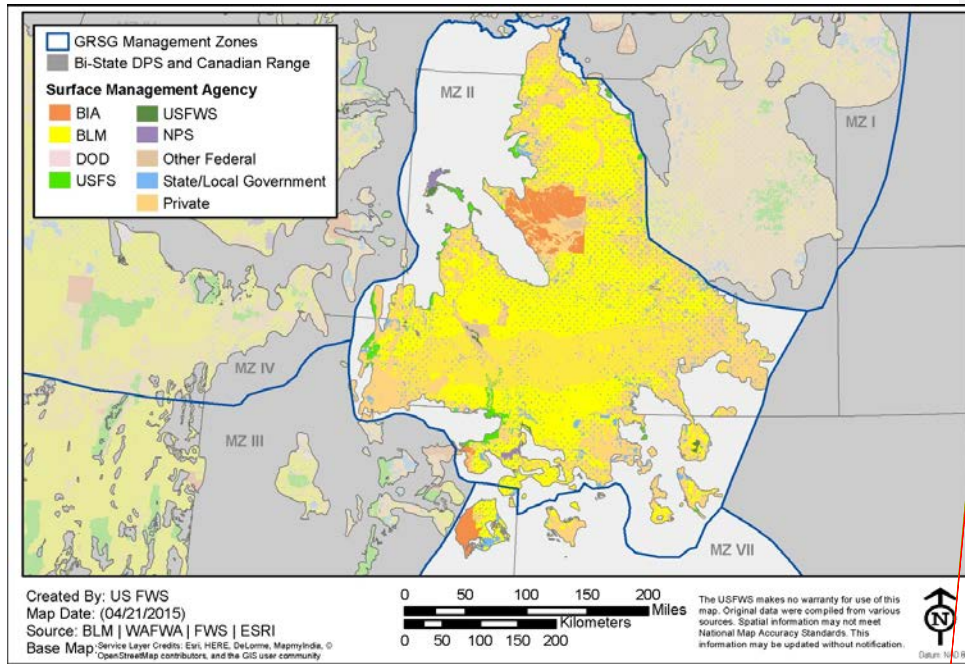 GRSG Management Zones
Bi-State DPS and Canadian Range
Surface Management Agency
BIA
USFWS
BLM
NPS
DOD
Other Federal
USFS
State/Local Government
Private
MZ II
MZ I
MZ IV
MZ III
MZ VII
Created By: US FWS
Map Date: (04/21/2015)
Source: BLM | WAFWA | FWS | ESRI
Base Map: Service Layer Credits: Esri, HERE, DeLorme, MapmyIndia, ©
OpenStreetMap contributors, and the GIS user community
0 50 100 150 200
Miles
Kilometers
0 50 100 150 200
The USFWS makes no warranty for use of this
map. Original data were compiled from various
sources. Spatial information may not meet
National Map Accuracy Standards. This
information may be updated without notification.
N
Datum: